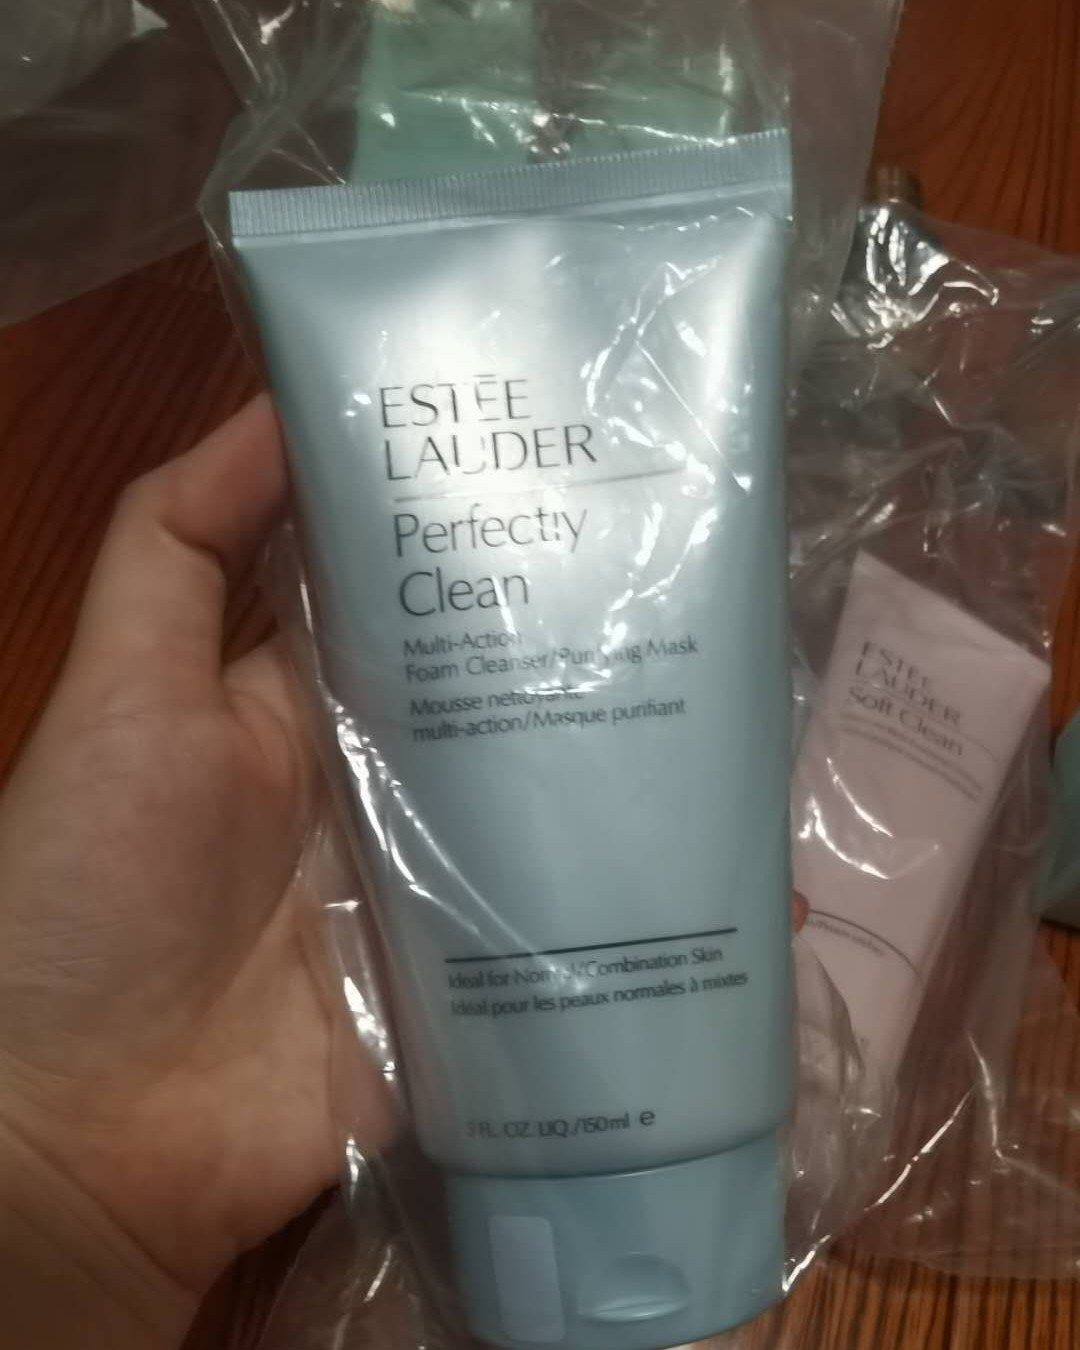 ESTĒE
LAUDER
Perfectly
Clean
Multi-Action
Foam Cleanser/Purifying Mask
Mousse nettoyante
multi-action/Masque purifiant
Ideal for Normal/Combination Skin
Idéal pour les peaux normales à mixtes
5 FL. OZ. LIQ./150ml e
ESTEE
LAUDER
Soft Clean